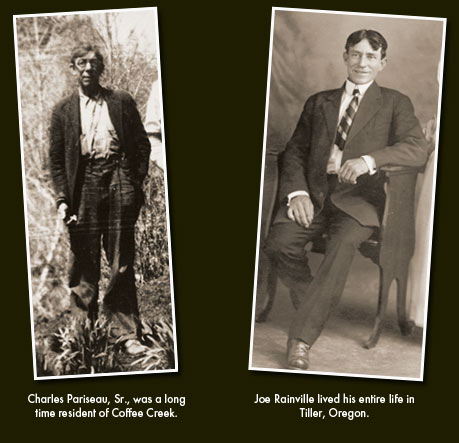 Charles Pariseau, Sr., was a long
time resident of Coffee Creek.
Joe Rainville lived his entire life in
Tiller, Oregon.